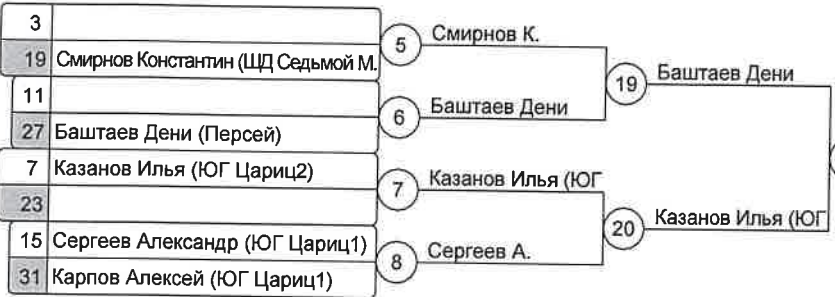 3
19 Смирнов Константин (ШД Седьмой М.
5 Смирнов К.
11
27 Баштаев Дени (Персей)
6 Баштаев Дени
19 Баштаев Дени
7 Казанов Илья (ЮГ Цариц2)
23
7 Казанов Илья (ЮГ
15 Сергеев Александр (ЮГ Цариц1)
31 Карпов Алексей (ЮГ Цариц1)
8 Сергеев А.
20 Казанов Илья (ЮГ